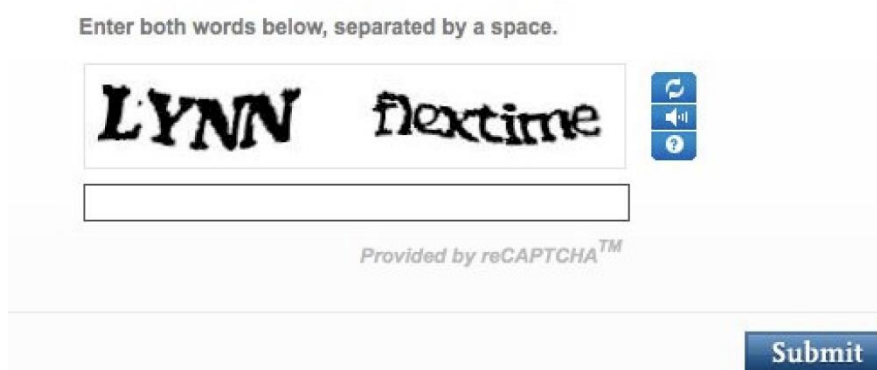 Enter both words below, separated by a space.
LYNN flextime
Provided by reCAPTCHA™
Submit